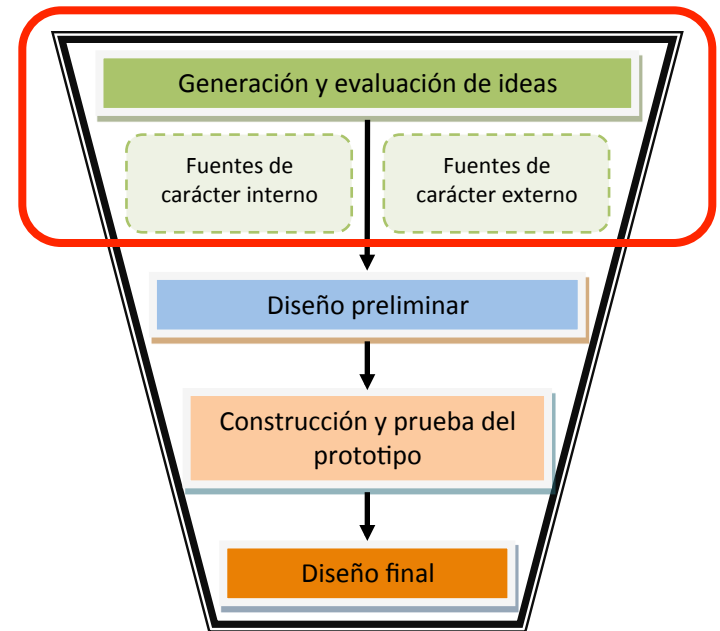 Generación y evaluación de ideas
Fuentes de
carácter interno
Fuentes de
carácter externo
Diseño preliminar
Construcción y prueba del
prototipo
Diseño final